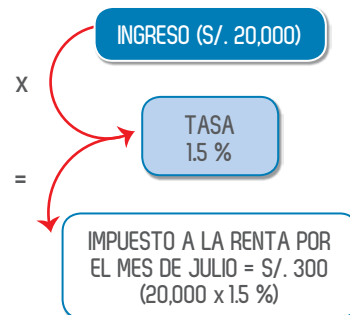 INGRESO (S/. 20,000)
x
TASA
1.5 %
=
IMPUESTO A LA RENTA POR
EL MES DE JULIO = S/. 300
(20,000 x 1.5 %)